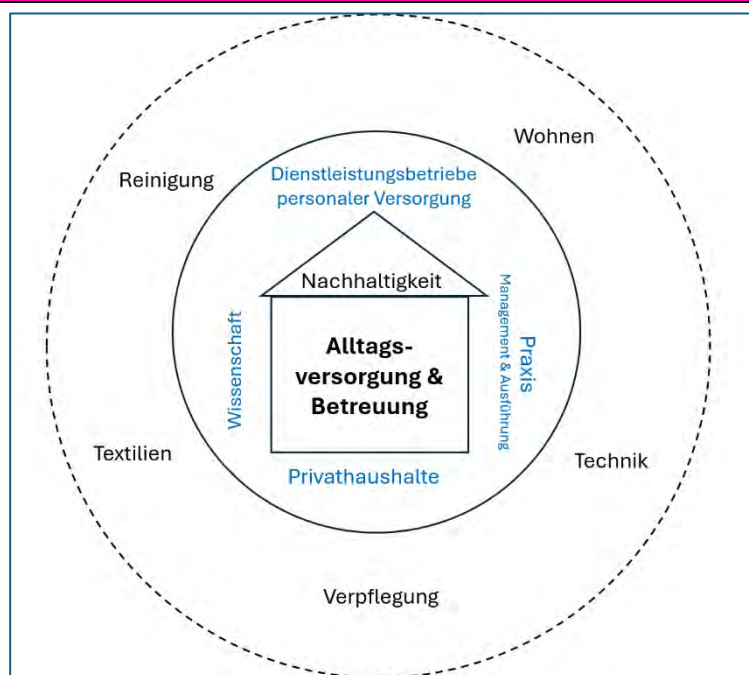 Wohnen
Reinigung
Dienstleistungsbetriebe
personaler Versorgung
Nachhaltigkeit
Wissenschaft
Alltags-
versorgung &
Betreuung
Praxis
Management & Ausführung
Textilien
Technik
Privathaushalte
Verpflegung